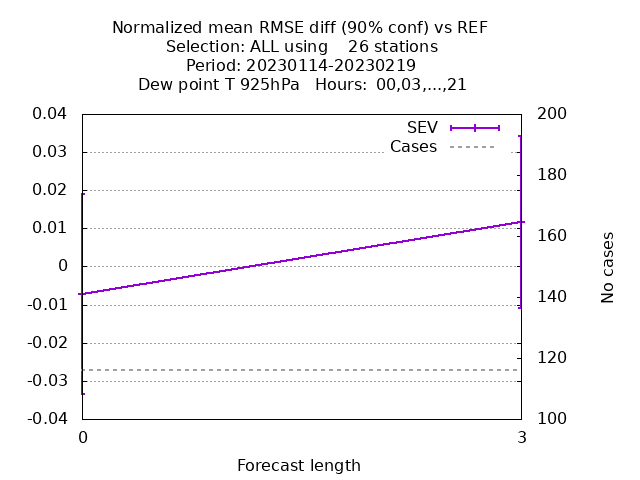 Normalized mean RMSE diff (90% conf) vs REF
Selection: ALL using    26 stations
Period: 20230114-20230219
Dew point T 925hPa   Hours:  00,03,...,21
SEV
Cases
0.04
0.03
0.02
0.01
0
-0.01
-0.02
-0.03
-0.04
200
180
160
140
120
100
No cases
0
3
Forecast length